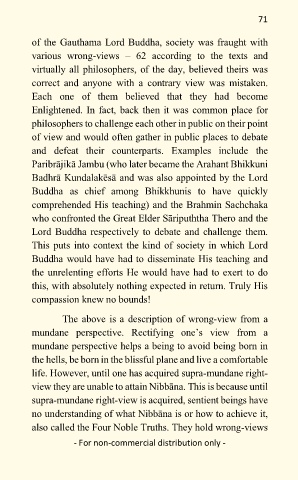 71
of the Gauthama Lord Buddha, society was fraught with
various wrong-views – 62 according to the texts and
virtually all philosophers, of the day, believed theirs was
correct and anyone with a contrary view was mistaken.
Each one of them believed that they had become
Enlightened. In fact, back then it was common place for
philosophers to challenge each other in public on their point
of view and would often gather in public places to debate
and defeat their counterparts. Examples include the
Paribrājikā Jambu (who later became the Arahant Bhikkuni
Badhrā Kundalakēsā and was also appointed by the Lord
Buddha as chief among Bhikkhunis to have quickly
comprehended His teaching) and the Brahmin Sachchaka
who confronted the Great Elder Sāripuththa Thero and the
Lord Buddha respectively to debate and challenge them.
This puts into context the kind of society in which Lord
Buddha would have had to disseminate His teaching and
the unrelenting efforts He would have had to exert to do
this, with absolutely nothing expected in return. Truly His
compassion knew no bounds!
The above is a description of wrong-view from a
mundane perspective. Rectifying one’s view from a
mundane perspective helps a being to avoid being born in
the hells, be born in the blissful plane and live a comfortable
life. However, until one has acquired supra-mundane right-
view they are unable to attain Nibbāna. This is because until
supra-mundane right-view is acquired, sentient beings have
no understanding of what Nibbāna is or how to achieve it,
also called the Four Noble Truths. They hold wrong-views
- For non-commercial distribution only -